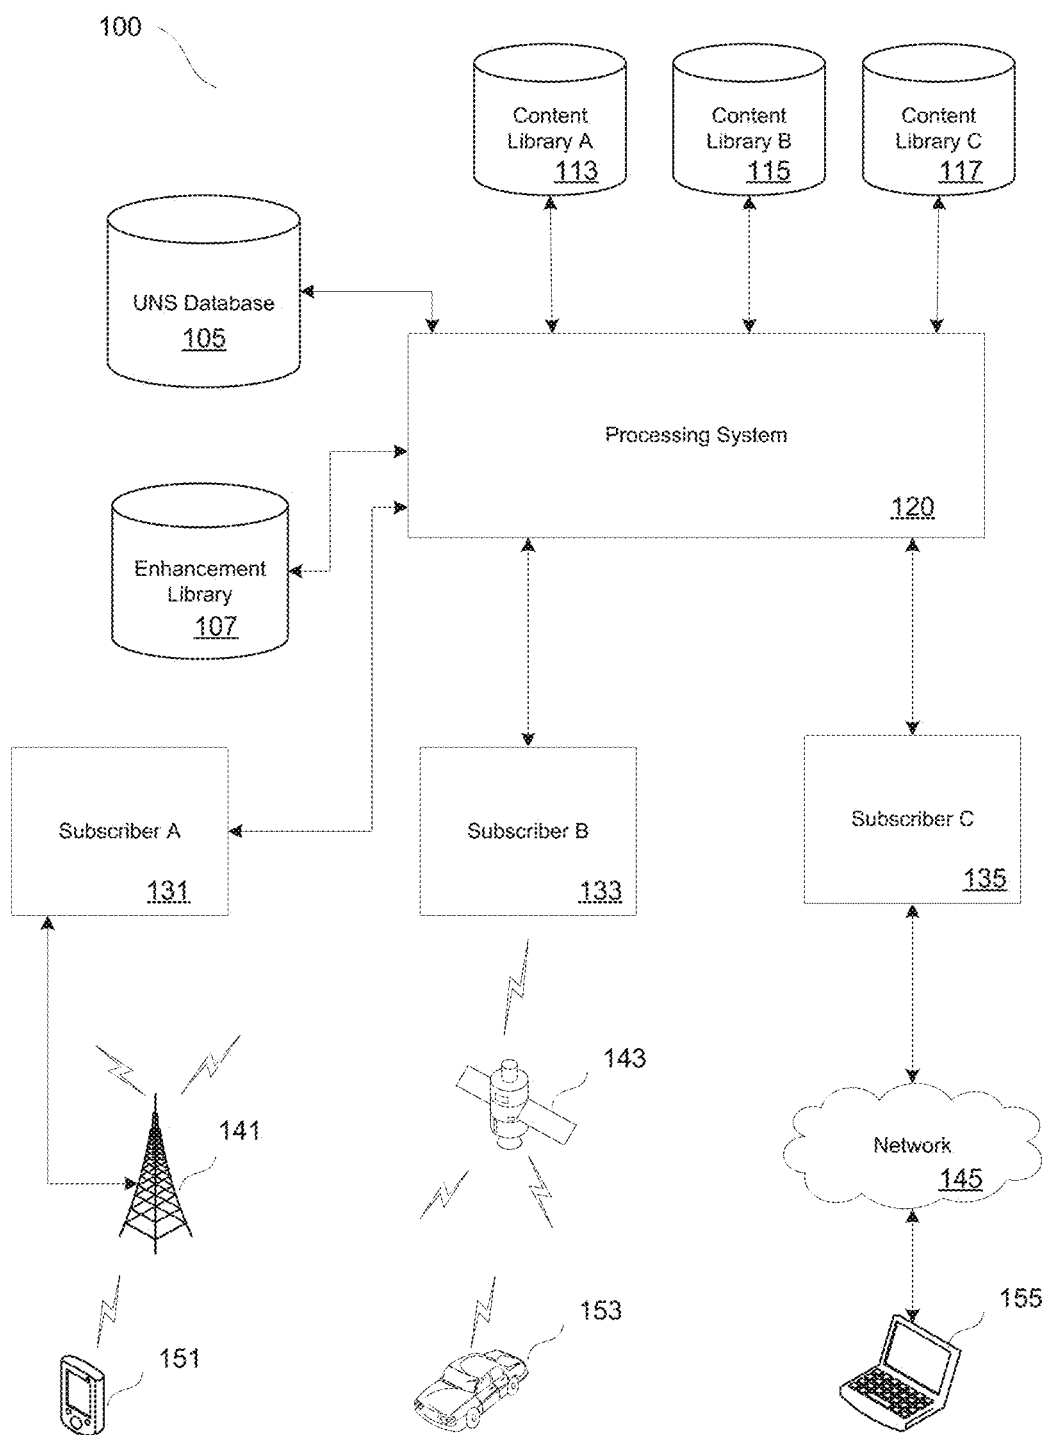 100
Content
Library A
113
Content
Library B
115
Content
Library C
117
UNS Database
105
Processing System
120
Enhancement
Library
107
Subscriber A
131
Subscriber B
133
Subscriber C
135
143
141
Network
145
151
153
155